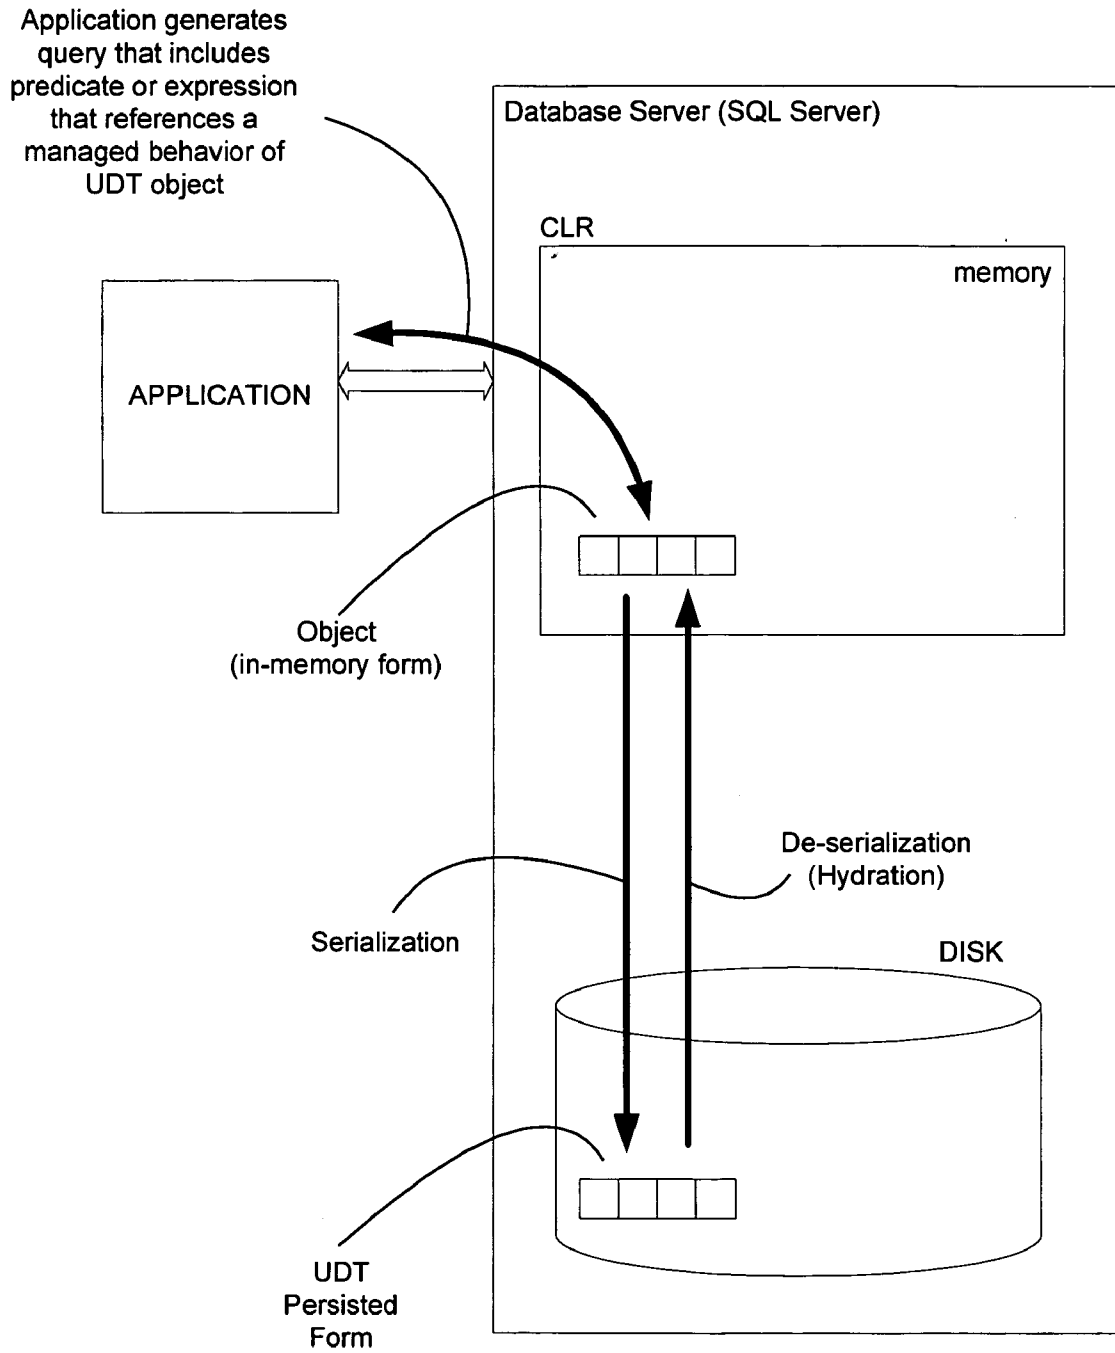 Application generates
query that includes
predicate or expression
that references a
managed behavior of
UDT object
Database Server (SQL Server)
CLR
memory
APPLICATION
Object
(in-memory form)
De-serialization
(Hydration)
Serialization
DISK
UDT
Persisted
Form